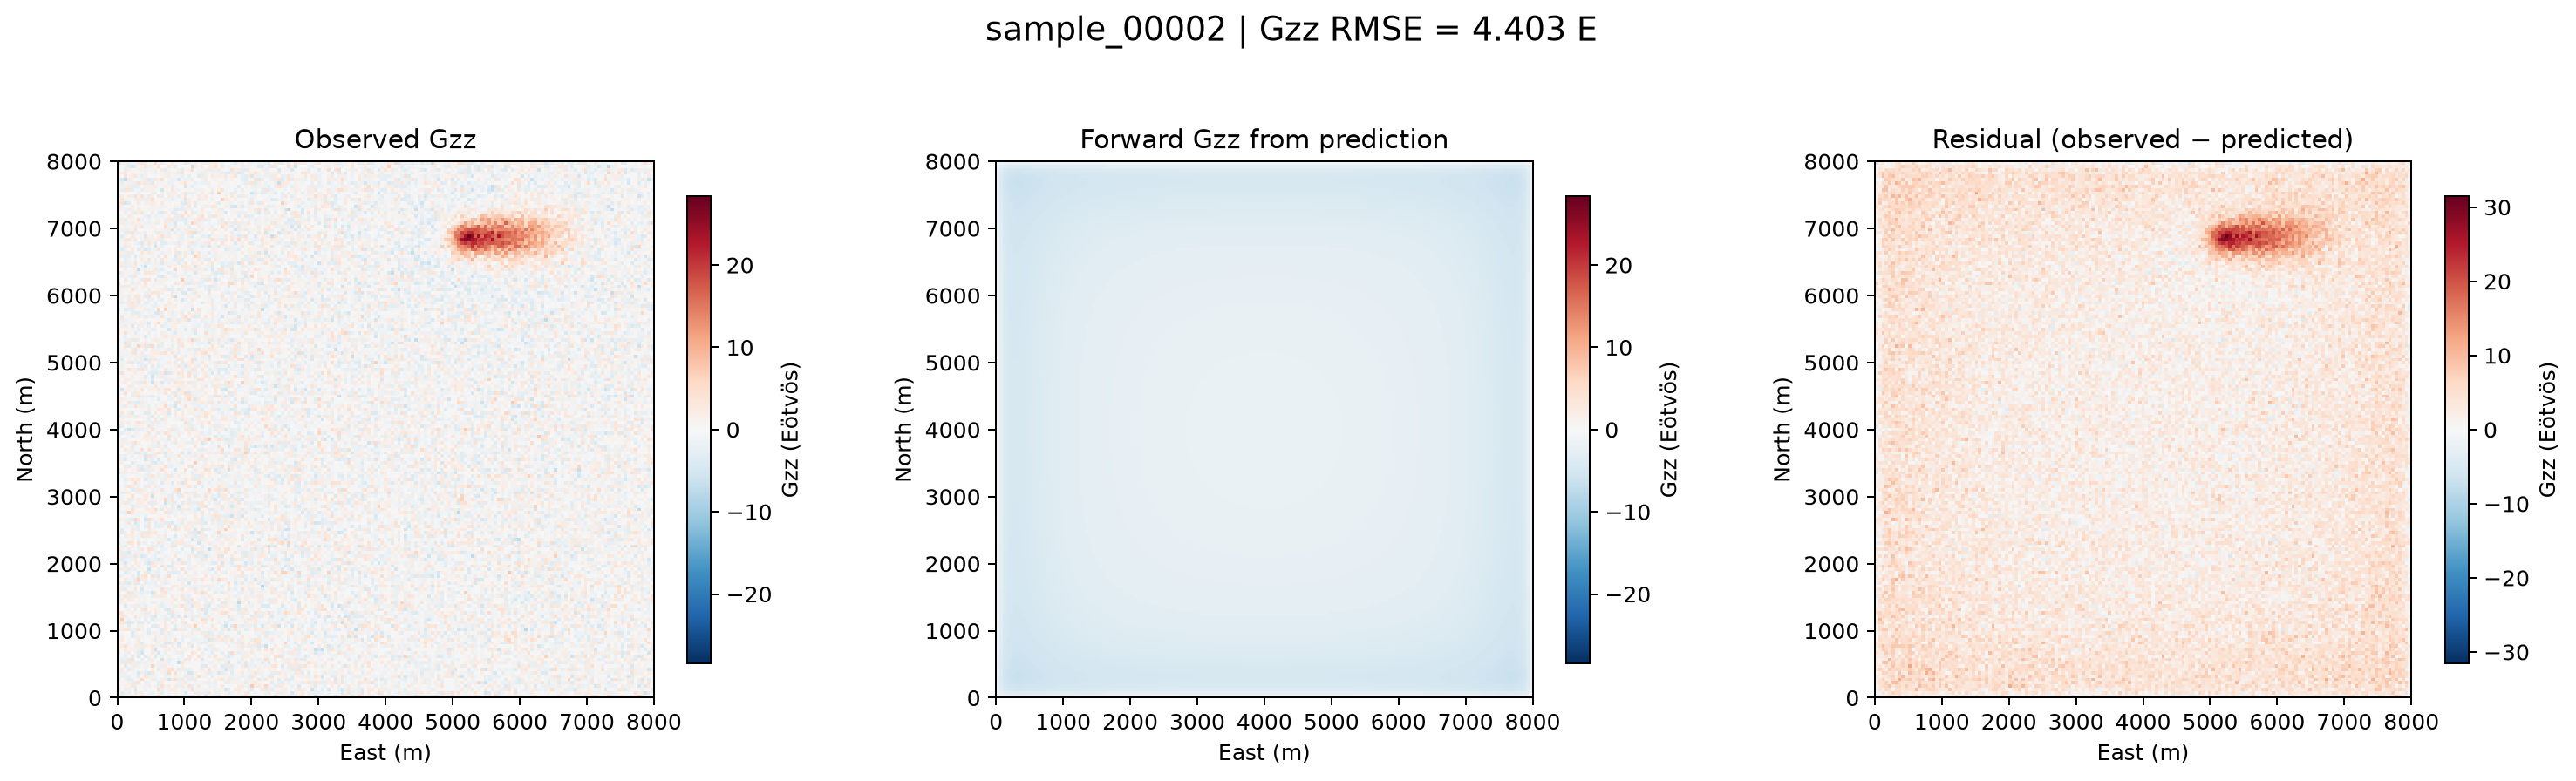 sample_00002 | Gzz RMSE = 4.403 E
Observed Gzz
8000
7000
6000
5000
4000
3000
2000
1000
0
North (m)
0 1000 2000 3000 4000 5000 6000 7000 8000
East (m)
20
10
0
−10
−20
Gzz (Eötvös)
Forward Gzz from prediction
8000
7000
6000
5000
4000
3000
2000
1000
0
North (m)
0 1000 2000 3000 4000 5000 6000 7000 8000
East (m)
20
10
0
−10
−20
Gzz (Eötvös)
Residual (observed − predicted)
8000
7000
6000
5000
4000
3000
2000
1000
0
North (m)
0 1000 2000 3000 4000 5000 6000 7000 8000
East (m)
30
20
10
0
−10
−20
−30
Gzz (Eötvös)